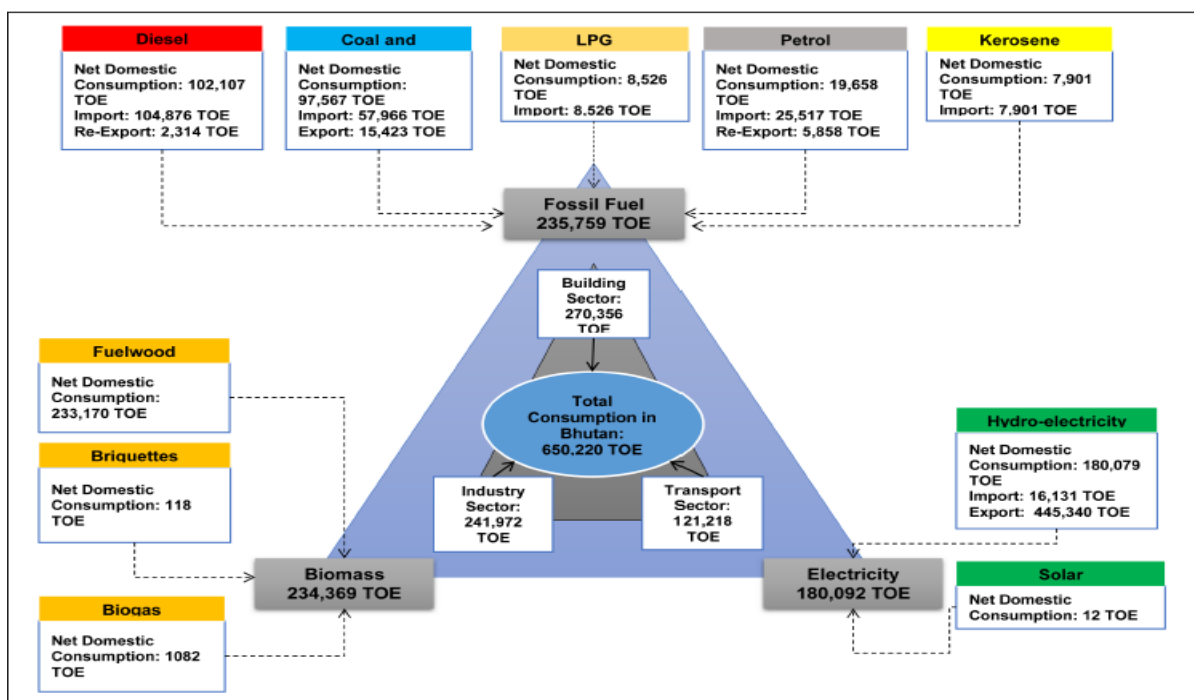 Diesel
Net Domestic
Consumption: 102,107
TOE
Import: 104,876 TOE
Re-Export: 2,314 TOE
Coal and
Net Domestic
Consumption:
97,567 TOE
Import: 57,966 TOE
Export: 15,423 TOE
LPG
Net Domestic
Consumption: 8,526
TOE
Import: 8,526 TOE
Petrol
Net Domestic
Consumption:
19,658 TOE
Import: 25,517 TOE
Re-Export: 5,858 TOE
Kerosene
Net Domestic
Consumption: 7,901
TOE
Import: 7,901 TOE
Fossil Fuel
235,759 TOE
Building
Sector:
270,356
TOE
Fuelwood
Net Domestic
Consumption:
233,170 TOE
Total
Consumption in
Bhutan:
650,220 TOE
Briquettes
Net Domestic
Consumption: 118
TOE
Industry
Sector:
241,972
TOE
Transport
Sector:
121,218
TOE
Hydro-electricity
Net Domestic
Consumption: 180,079
TOE
Import: 16,131 TOE
Export: 445,340 TOE
Biomass
234,369 TOE
Electricity
180,092 TOE
Biogas
Net Domestic
Consumption: 1082
TOE
Solar
Net Domestic
Consumption: 12 TOE